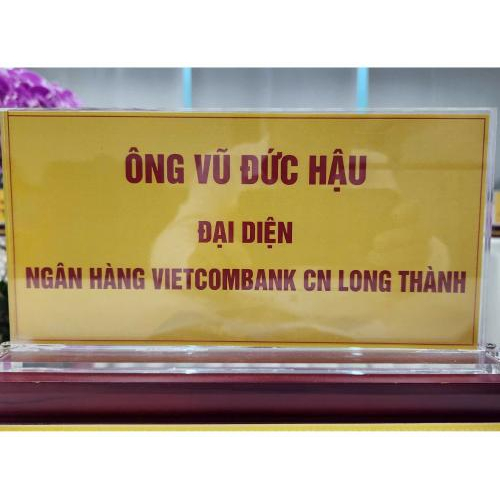 ÔNG VŨ ĐỨC HẬU
ĐẠI DIỆN
NGÂN HÀNG VIETCOMBANK CN LONG THÀNH